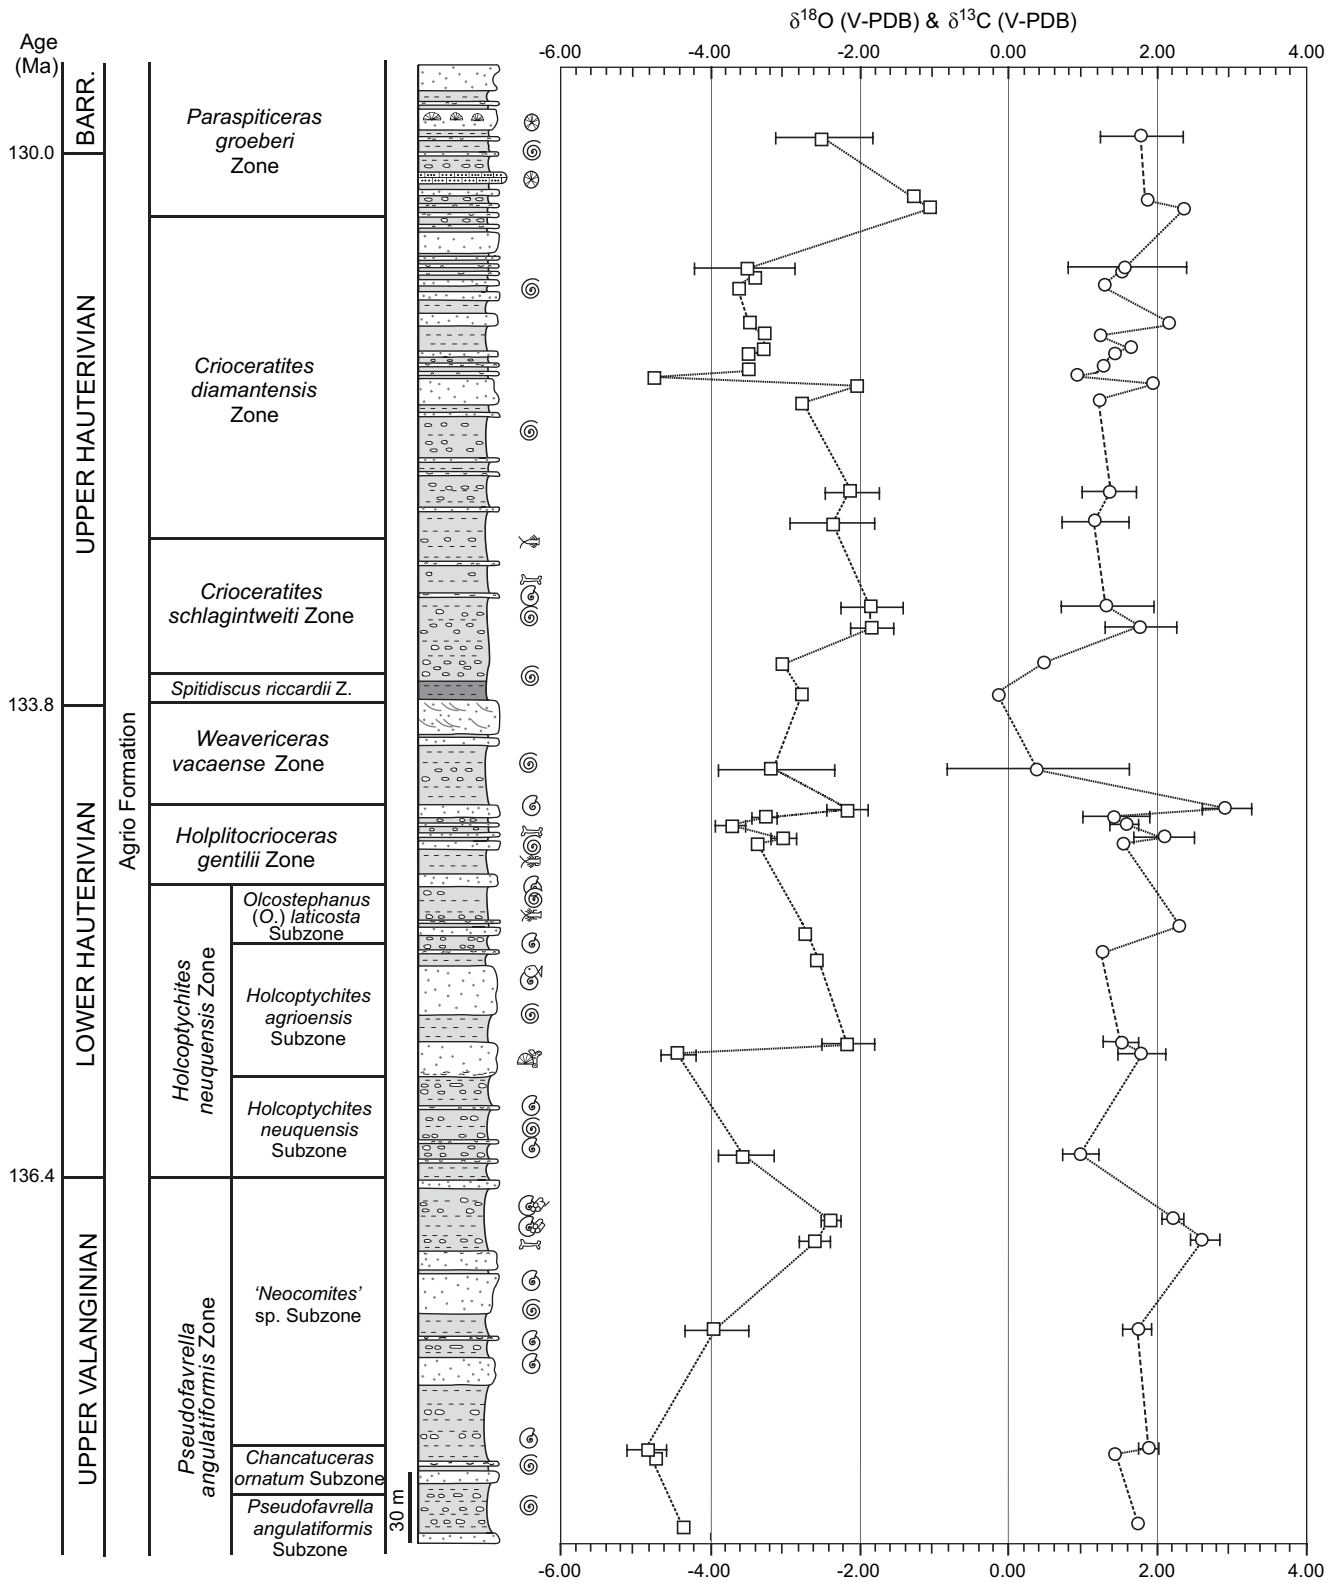 δ18O (V-PDB) & δ13C (V-PDB)
Age
(Ma)
-6.00
-4.00
-2.00
0.00
2.00
4.00
BARR.
130.0
UPPER HAUTERIVIAN
133.8
LOWER HAUTERIVIAN
136.4
UPPER VALANGINIAN
Agrio Formation
Paraspiticeras
groeberi
Zone
Crioceratites
diamantensis
Zone
Crioceratites
schlagintweiti Zone
Spitidiscus riccardii Z.
Weavericeras
vacaense Zone
Holplitocrioceras
gentilii Zone
Holcoptychites
neuquensis Zone
Olcostephanus
(O.) laticosta
Subzone
Holcoptychites
agrioensis
Subzone
Holcoptychites
neuquensis
Subzone
Pseudofavrella
angulatiformis Zone
‘Neocomites’
sp. Subzone
Chancatuceras
ornatum Subzone
Pseudofavrella
angulatiformis
Subzone
30 m
-6.00
-4.00
-2.00
0.00
2.00
4.00